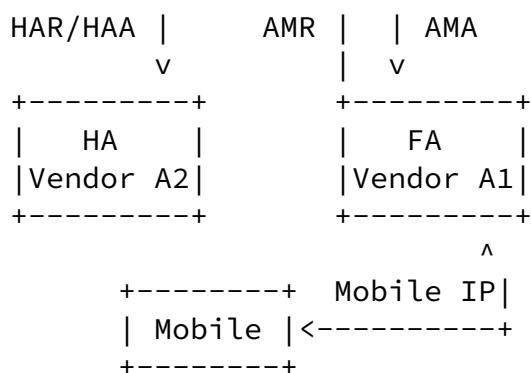 HAR/HAA | AMR | | AMA
v | v
+---------+ +---------+
| HA | | FA |
|Vendor A2| |Vendor A1|
+---------+ +---------+
^
+--------+ Mobile IP|
| Mobile |<----------+
+--------+